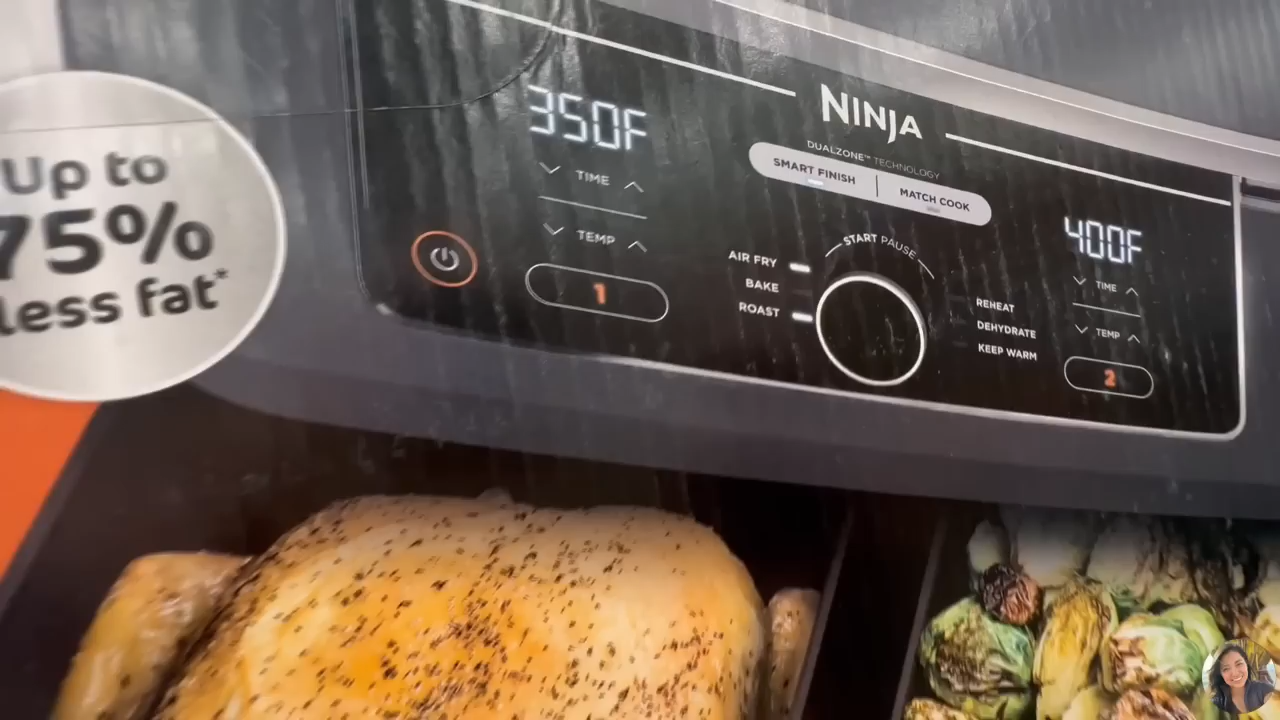 Up to
75%
less fat*
350F
TIME
TEMP
1
NINJA
DUALZONE™ TECHNOLOGY
SMART FINISH
MATCH COOK
START PAUSE
AIR FRY
BAKE
ROAST
REHEAT
DEHYDRATE
KEEP WARM
400F
TIME
TEMP
2